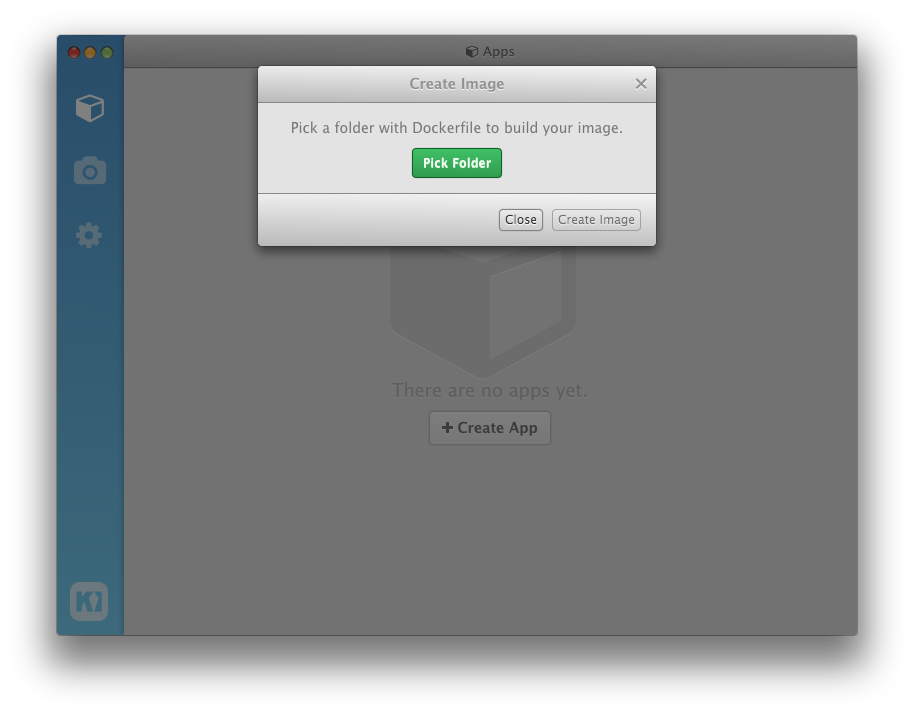 Apps
Create Image
Pick a folder with Dockerfile to build your image.
Pick Folder
Close Create Image
There are no apps yet.
Create App